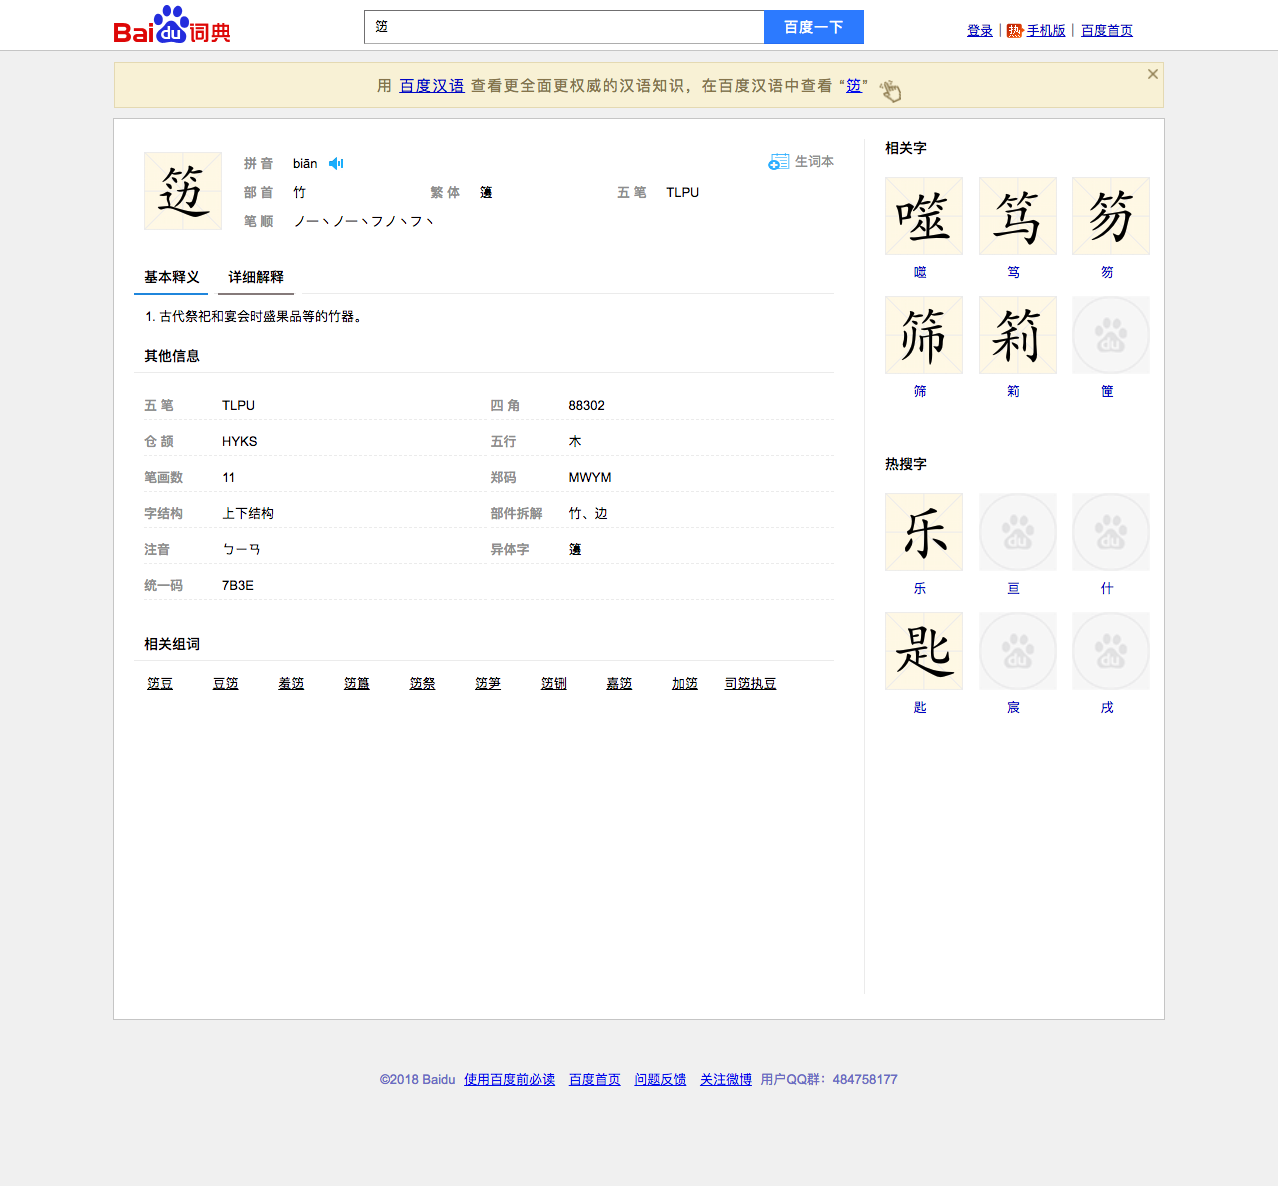 Baidu词典
笾
百度一下
登录 | 热 手机版 | 百度首页
用 百度汉语 查看更全面更权威的汉语知识，在百度汉语中查看 “笾”
笾
拼 音 biān
生词本
部 首 竹 繁 体 籩 五 笔 TLPU
笔 顺 ノ一丶ノ一丶フノ丶フ丶
基本释义 详细解释
1. 古代祭祀和宴会时盛果品等的竹器。
其他信息
五 笔 TLPU 四 角 88302
仓 颉 HYKS 五行 木
笔画数 11 郑码 MWYM
字结构 上下结构 部件拆解 竹、边
注音 ㄅㄧㄢ 异体字 籩
统一码 7B3E
相关组词
笾豆 豆笾 羞笾 笾簋 笾祭 笾笋 笾铏 嘉笾 加笾 司笾执豆
相关字
噬 笃 笏
噬 笃 笏
筛 筣 du
筛 筣 筐
热搜字
乐 du du
乐 亘 什
匙 du du
匙 宸 戌
©2018 Baidu 使用百度前必读 百度首页 问题反馈 关注微博 用户QQ群：484758177